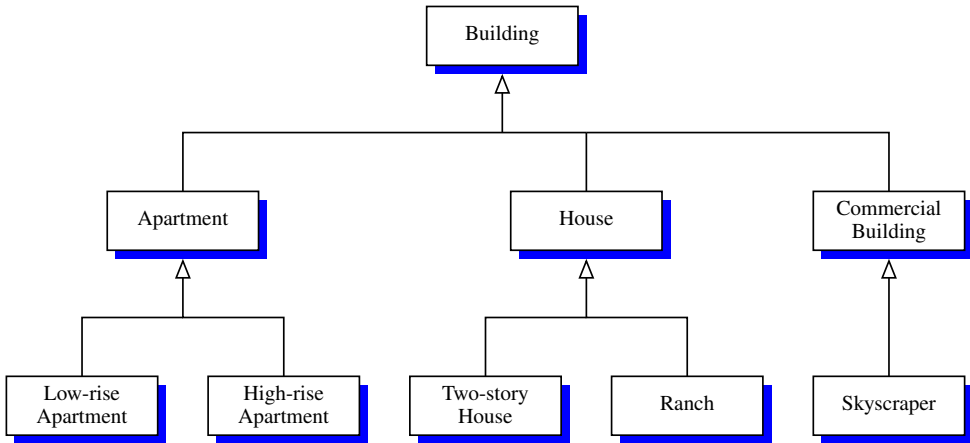 Building
Apartment
House
Commercial
Building
Low-rise
Apartment
High-rise
Apartment
Two-story
House
Ranch
Skyscraper